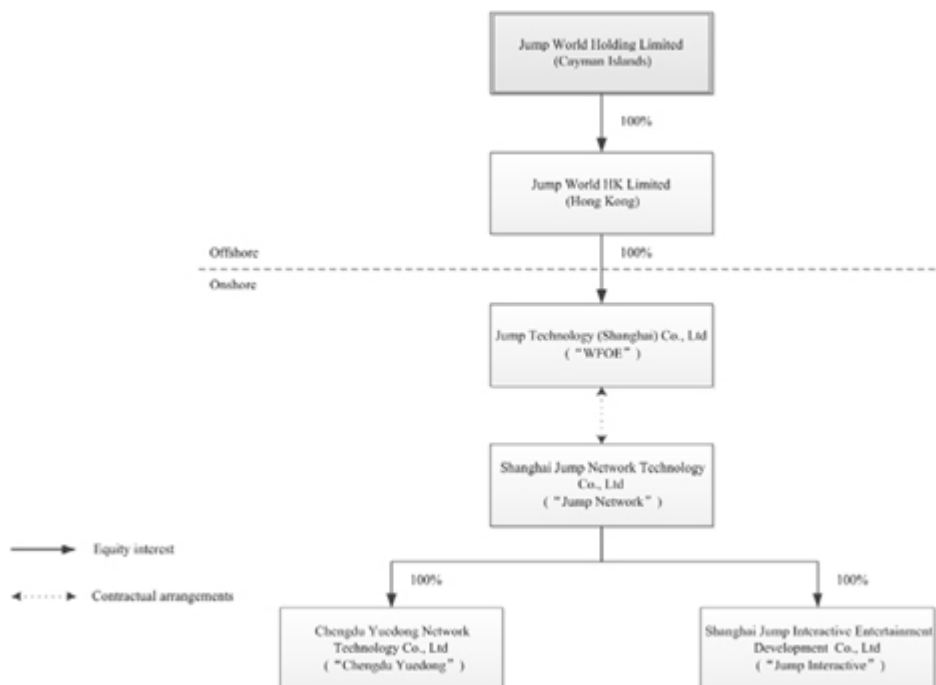 Jump World Holding Limited
(Cayman Islands)
100%
Jump World HK Limited
(Hong Kong)
Offshore
100%
Onshore
Jump Technology (Shanghai) Co., Ltd
( “WFOE” )
Shanghai Jump Network Technology
Co., Ltd
( “Jump Network” )
Equity interest
Contractual arrangements
100%
100%
Chengdu Yuedong Network
Technology Co., Ltd
( “Chengdu Yuedong” )
Shanghai Jump Interactive Entertainment
Development Co., Ltd
( “Jump Interactive” )